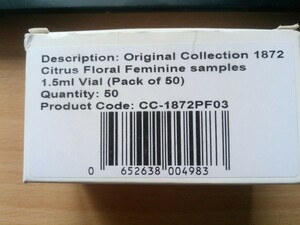 Description: Original Collection 1872
Citrus Floral Feminine samples
1.5ml Vial (Pack of 50)
Quantity: 50
Product Code: CC-1872PF03
0 652638 004983